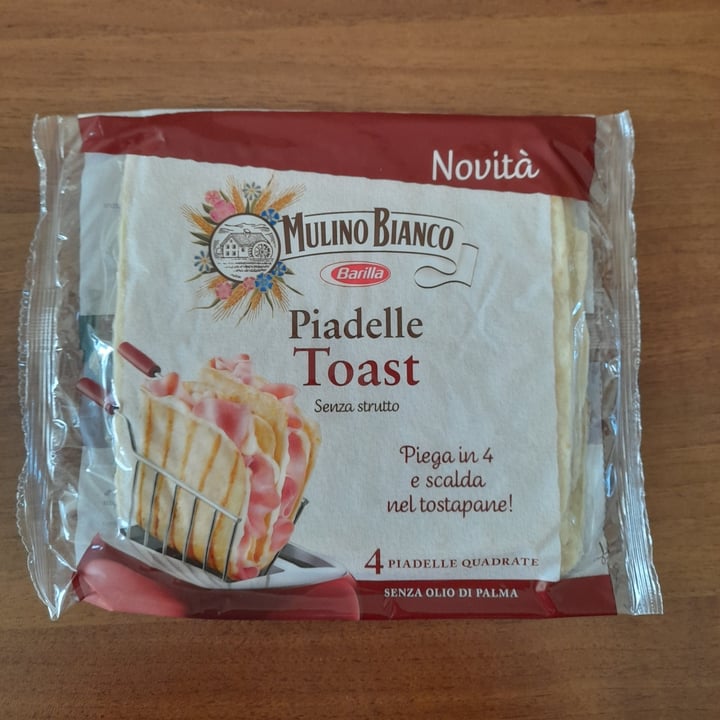 Novità
MULINO BIANCO
Barilla
Piadelle
Toast
Senza strutto
Piega in 4
e scalda
nel tostapane!
4 PIADELLE QUADRATE
SENZA OLIO DI PALMA